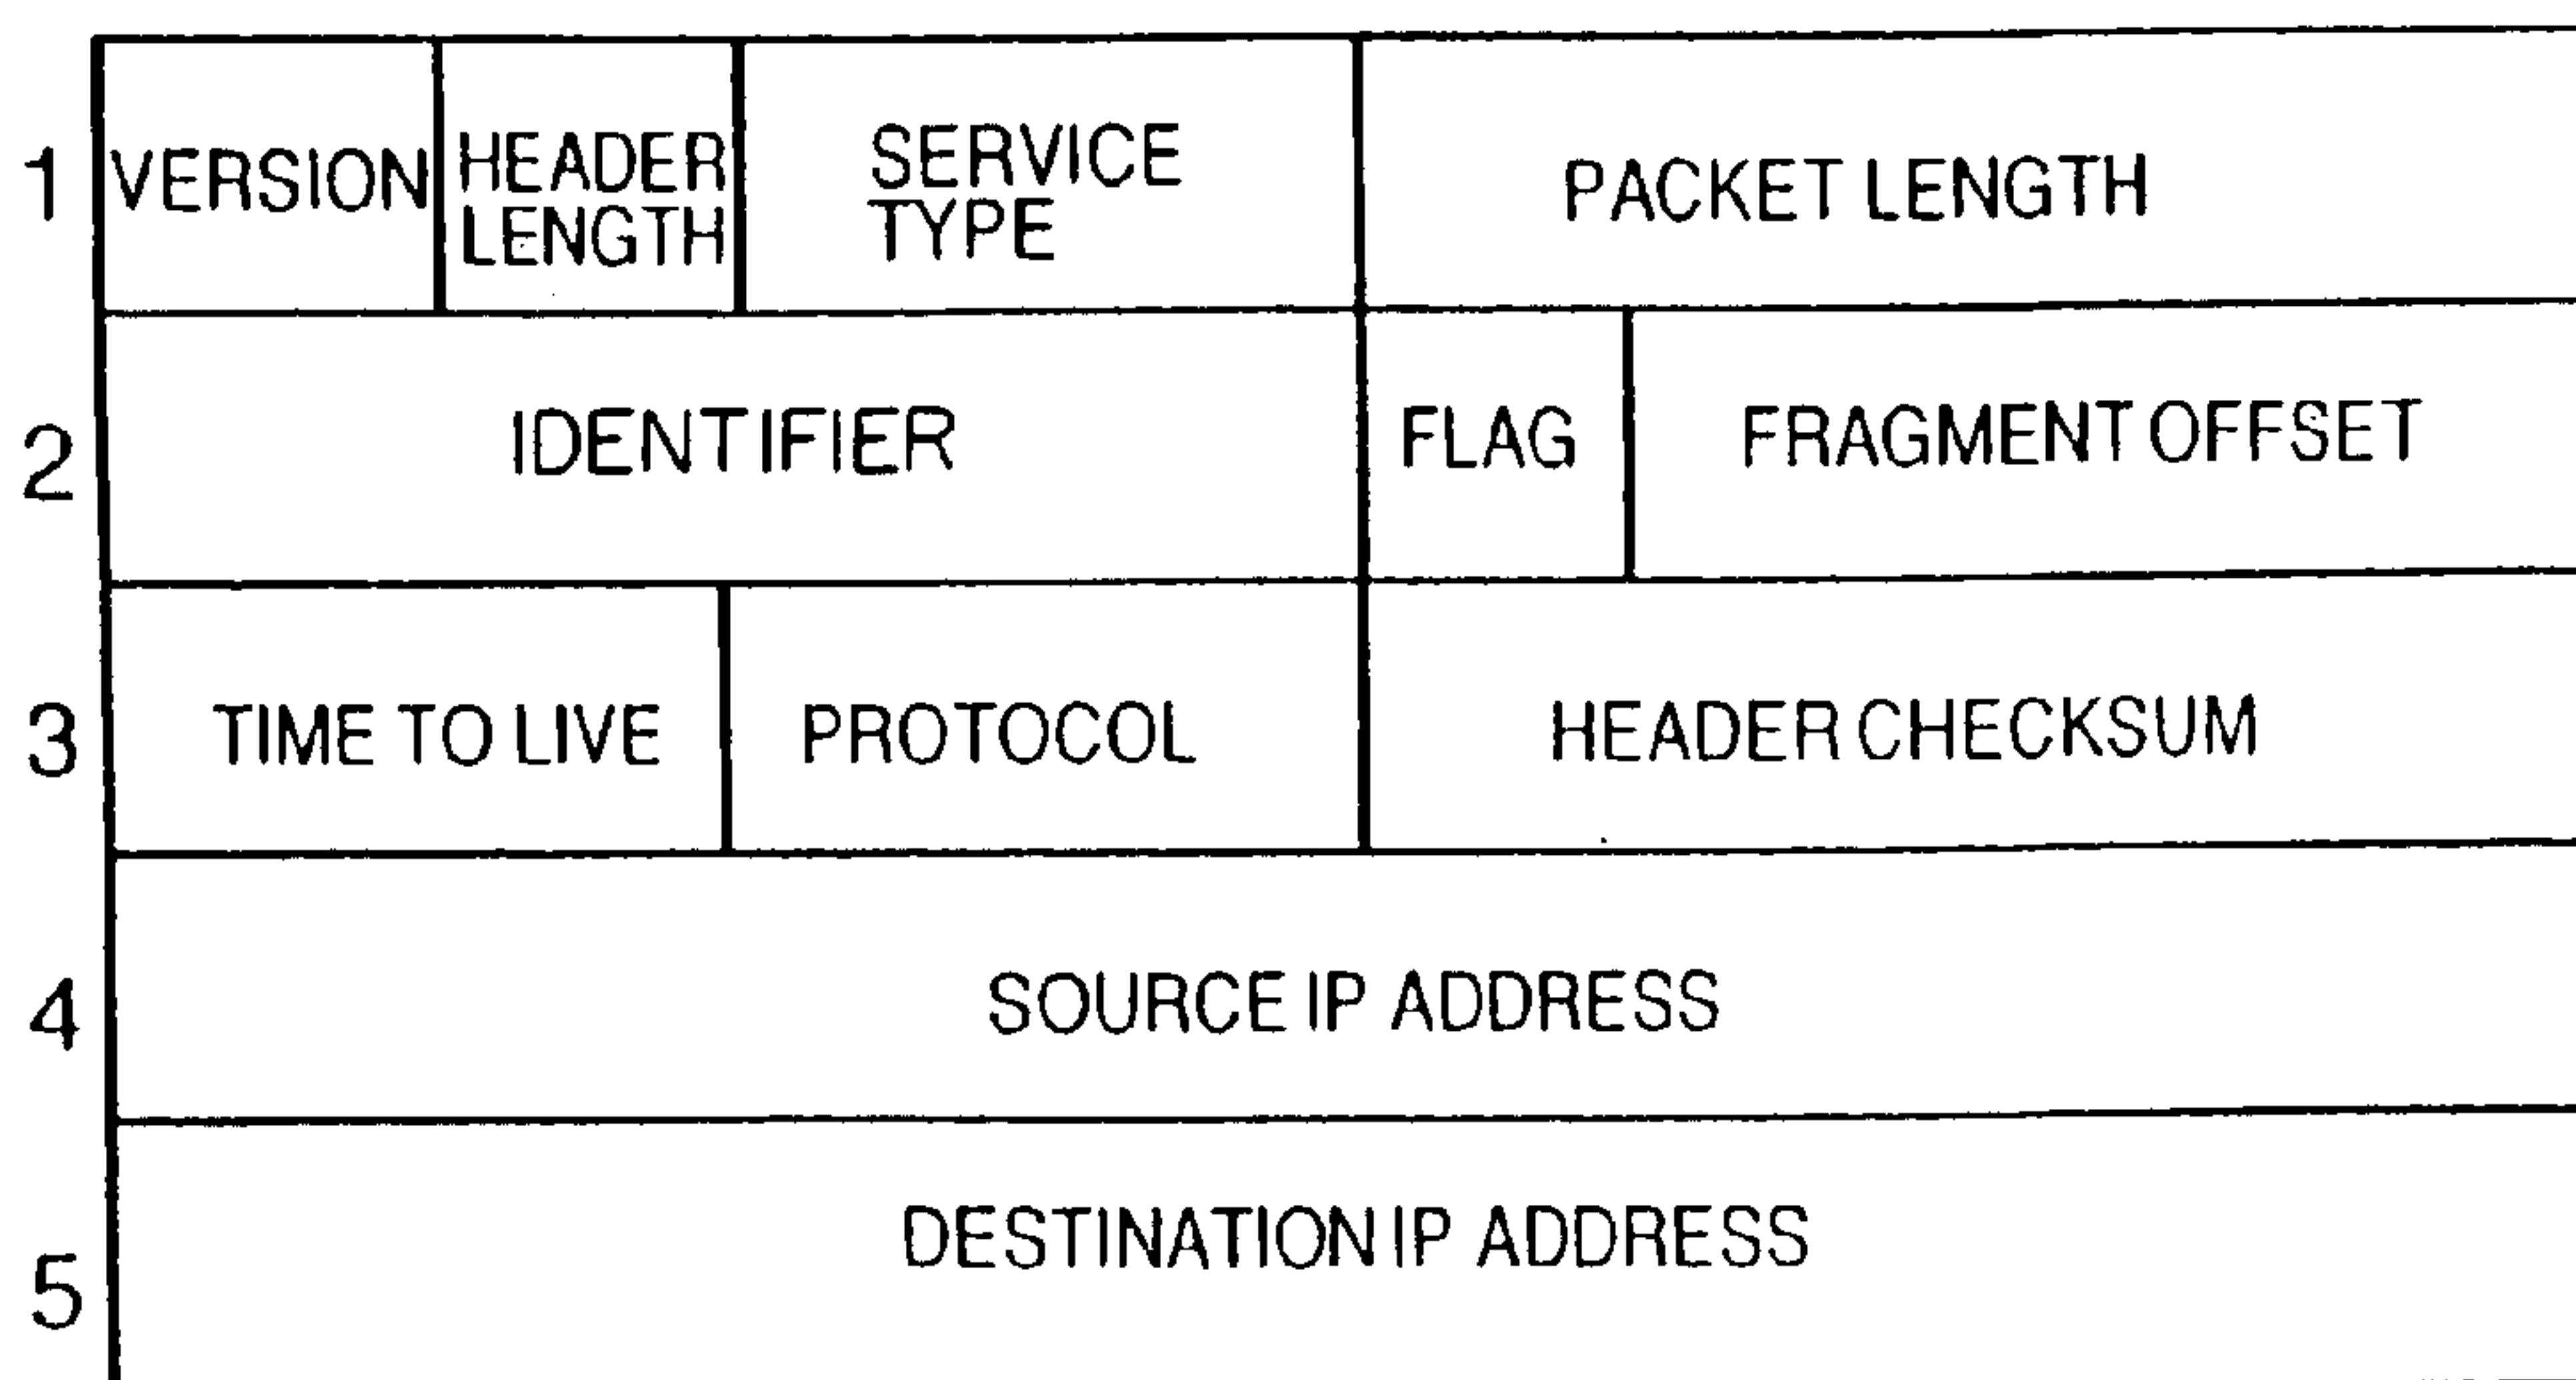 1 VERSION HEADER LENGTH SERVICE TYPE PACKET LENGTH
2 IDENTIFIER FLAG FRAGMENT OFFSET
3 TIME TO LIVE PROTOCOL HEADER CHECKSUM
4 SOURCE IP ADDRESS
5 DESTINATION IP ADDRESS